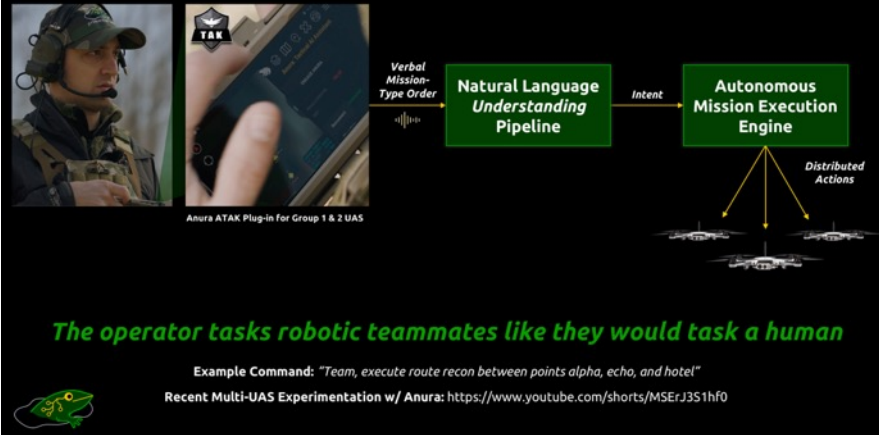 TAK
Verbal
Mission-
Type Order
Natural Language
Understanding
Pipeline
Intent
Autonomous
Mission Execution
Engine
Distributed
Actions
Anura ATAK Plug-in for Group 1 & 2 UAS
The operator tasks robotic teammates like they would task a human
Example Command: “Team, execute route recon between points alpha, echo, and hotel”
Recent Multi-UAS Experimentation w/ Anura: https://www.youtube.com/shorts/MSErJ3S1hf0